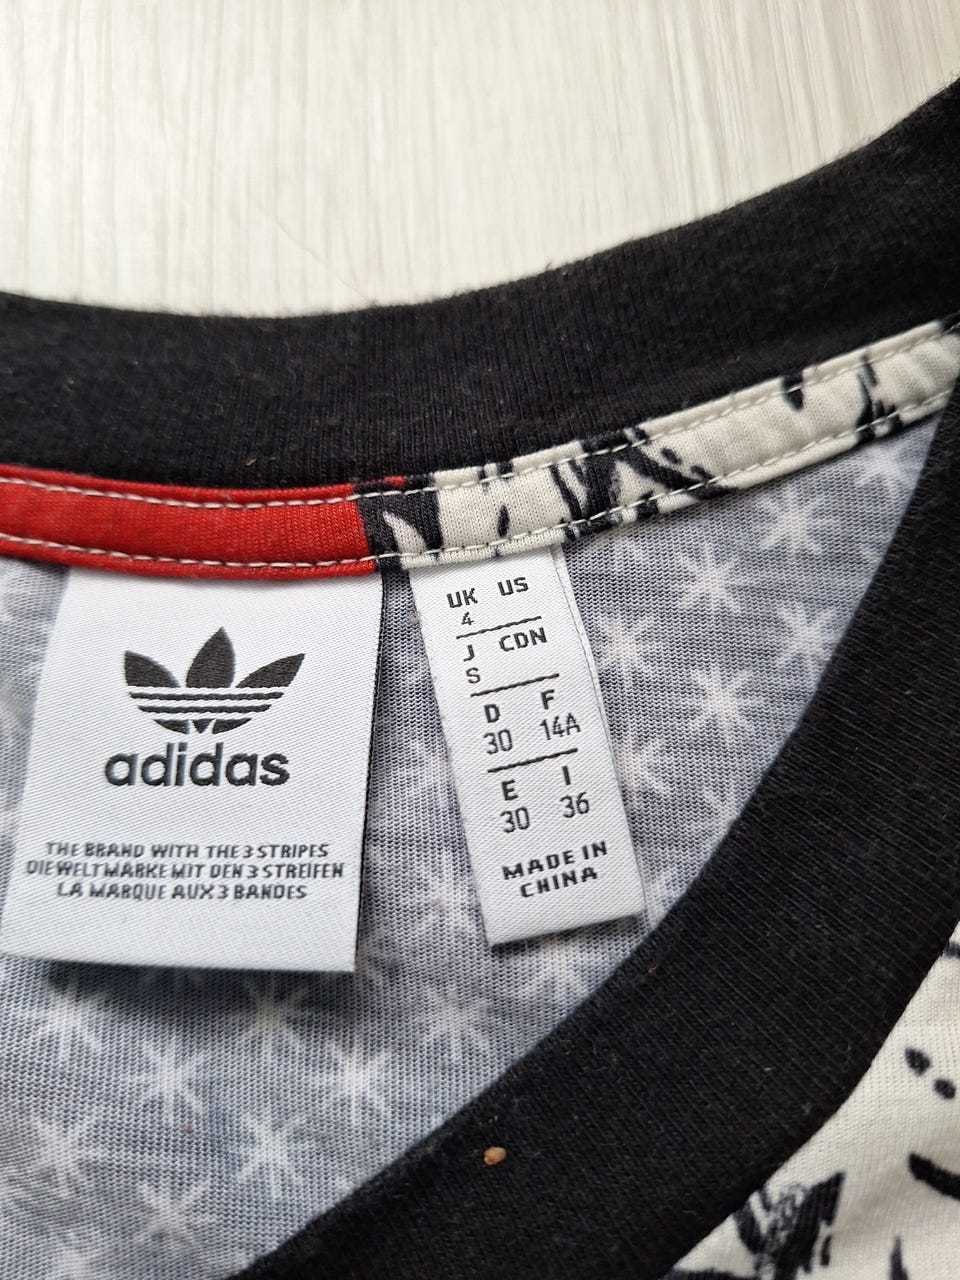 adidas
THE BRAND WITH THE 3 STRIPES
DIE WELTMARKE MIT DEN 3 STREIFEN
LA MARQUE AUX 3 BANDES
UK US
4
J CDN
S
D F
30 14A
E I
30 36
MADE IN
CHINA